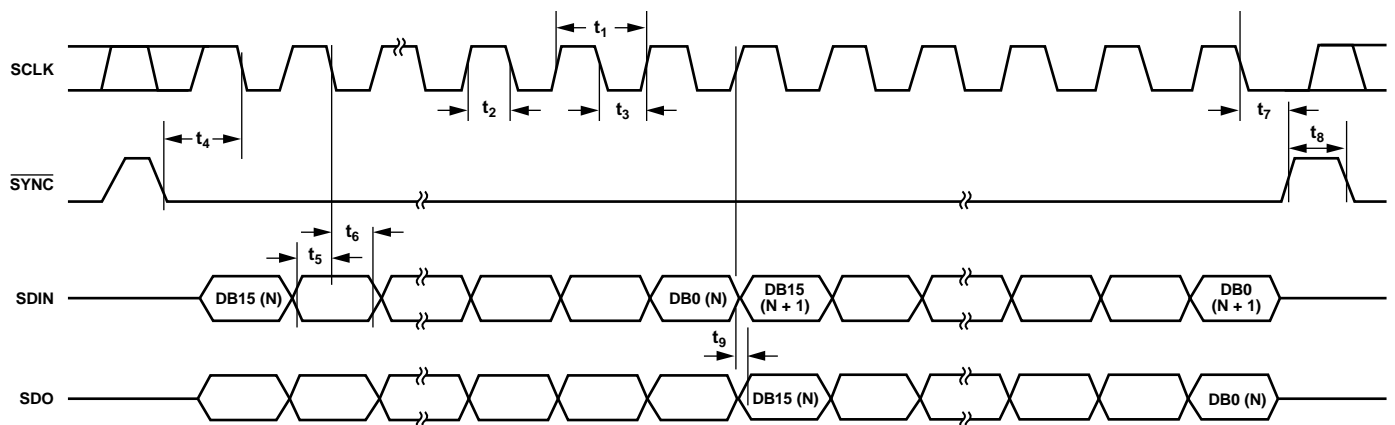 t1
SCLK
t2
t3
t7
t4
t8
SYNC
t6
t5
SDIN
DB15 (N)
DB0 (N)
DB15
(N + 1)
DB0
(N + 1)
t9
SDO
DB15 (N)
DB0 (N)